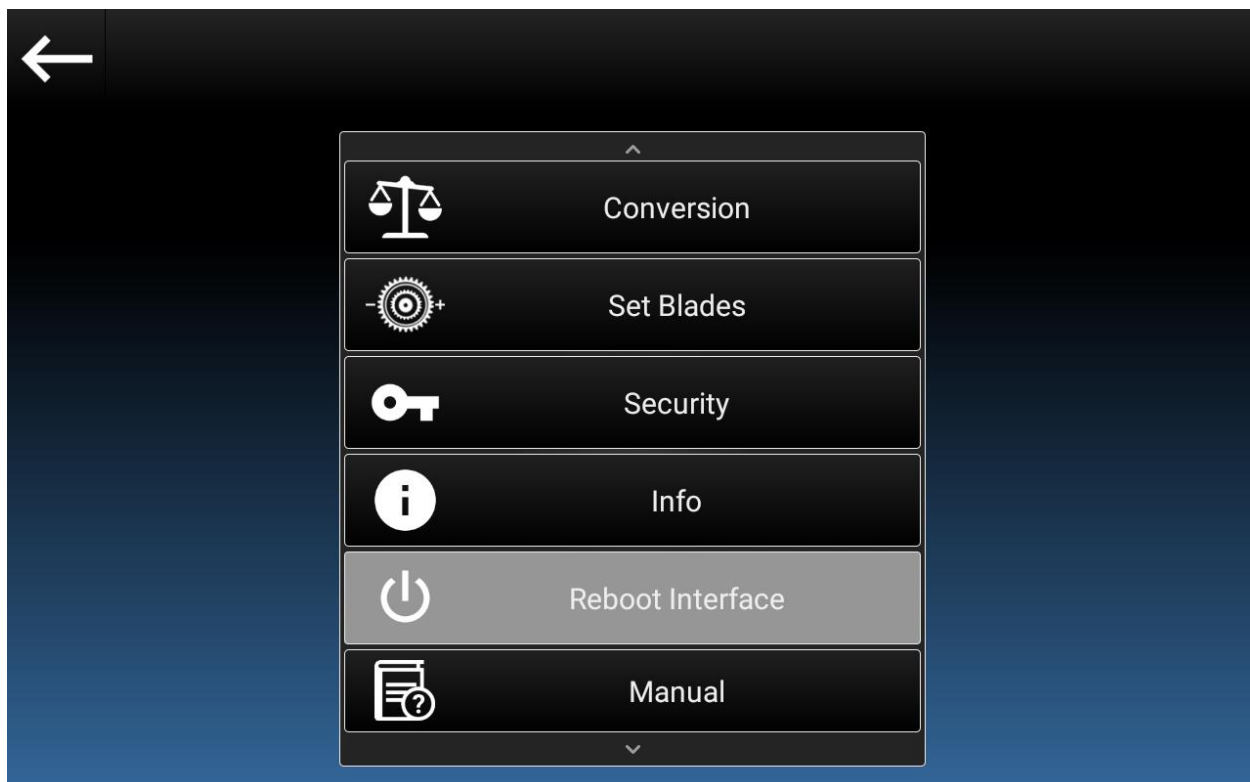 Conversion
Set Blades
Security
Info
Reboot Interface
Manual